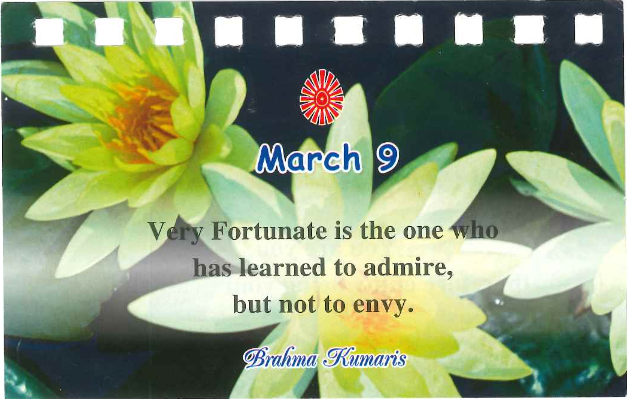 March 9
Very Fortunate is the one who
has learned to admire,
but not to envy.
Brahma Kumaris